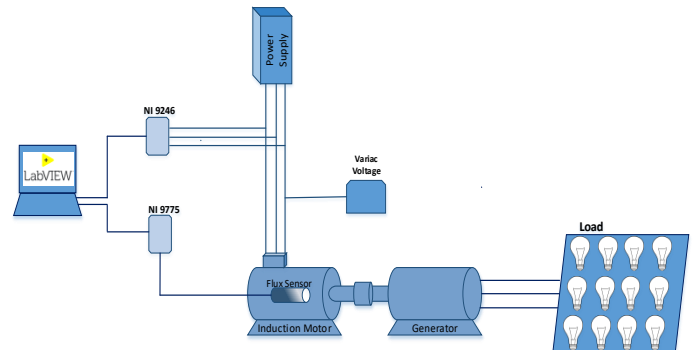 Power
Supply
NI 9246
LabVIEW
Variac
Voltage
NI 9775
Load
Flux Sensor
Induction Motor
Generator